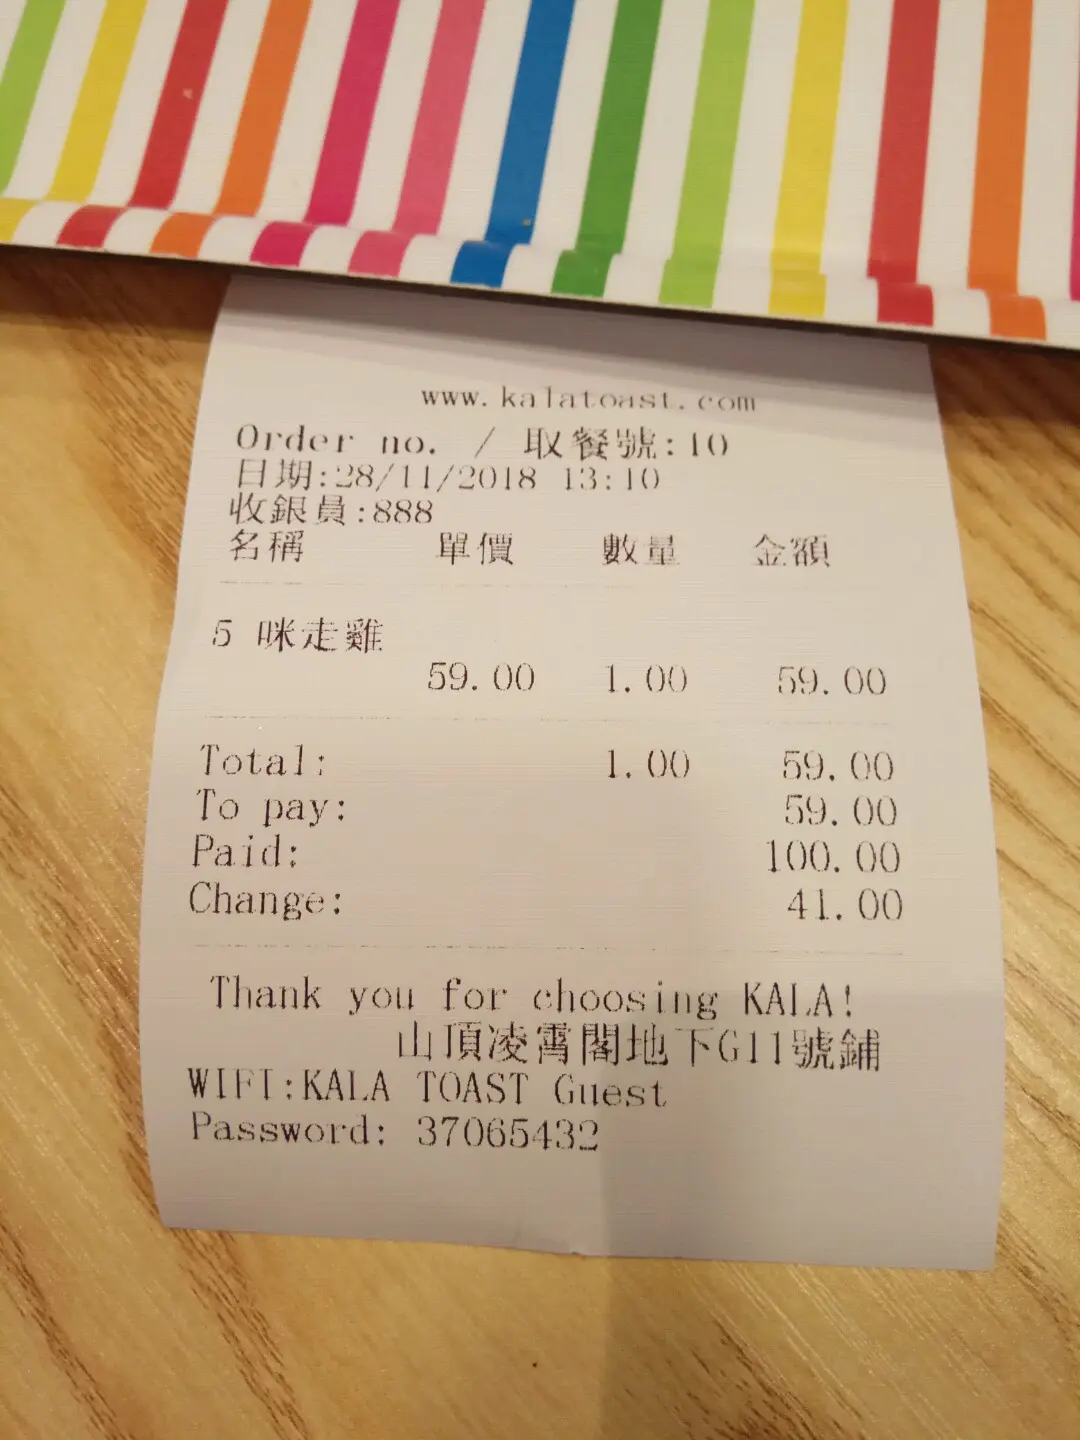 www.kalatoast.com
Order no. / 取餐號:10
日期:28/11/2018 13:10
收銀員:888
名稱 單價 數量 金額
5 咪走雞
59.00 1.00 59.00
Total: 1.00 59.00
To pay: 59.00
Paid: 100.00
Change: 41.00
Thank you for choosing KALA!
山頂凌霄閣地下G11號鋪
WIFI:KALA TOAST Guest
Password: 37065432